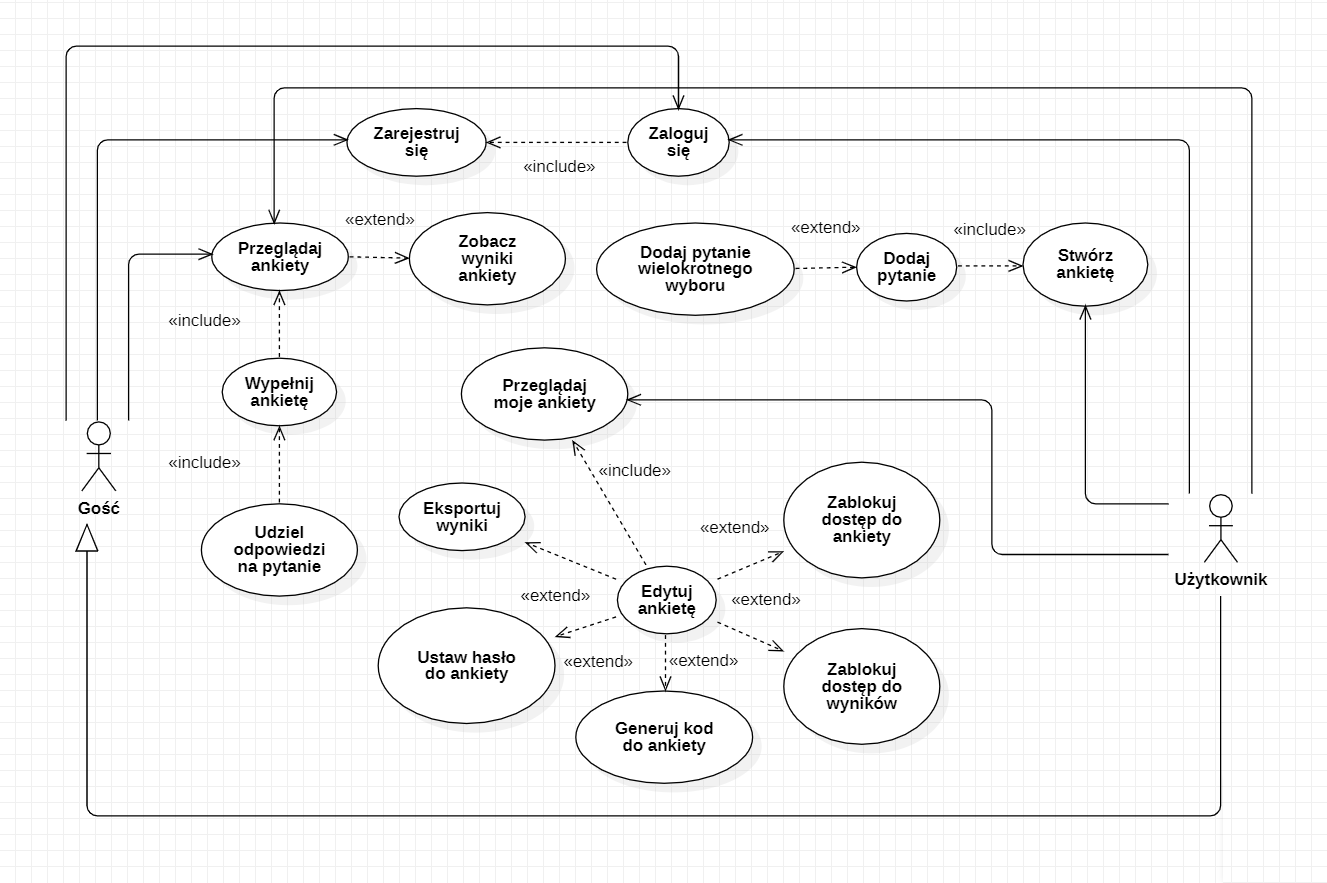 Zarejestruj
się
Zaloguj
się
«include»
Przeglądaj
ankiety
«extend»
Zobacz
wyniki
ankiety
Dodaj pytanie
wielokrotnego
wyboru
«extend»
Dodaj
pytanie
«include»
Stwórz
ankietę
«include»
Wypełnij
ankietę
Przeglądaj
moje ankiety
«include»
Gość
Udziel
odpowiedzi
na pytanie
«include»
Eksportuj
wyniki
«extend»
Zablokuj
dostęp do
ankiety
Użytkownik
«extend»
Edytuj
ankietę
«extend»
Ustaw hasło
do ankiety
«extend»
«extend»
Zablokuj
dostęp do
wyników
Generuj kod
do ankiety